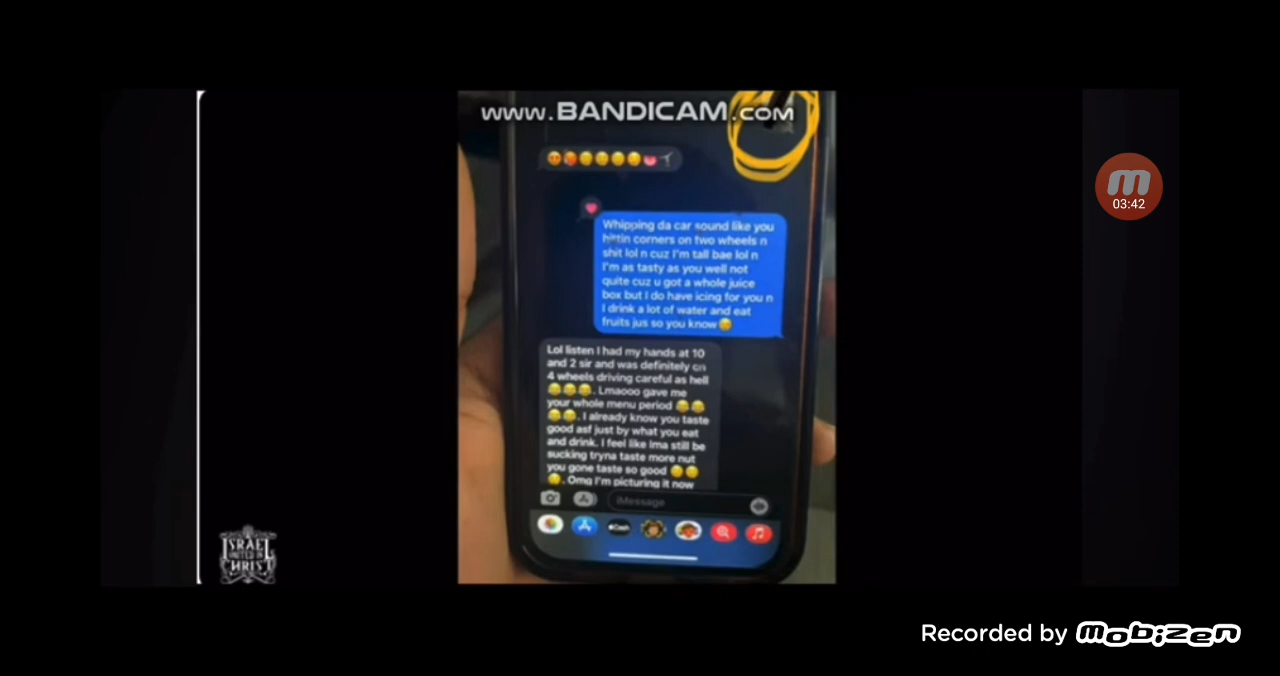 www.BANDICAM.COM
03:42
Whipping da car sound like you
hittin corners on two wheels n
shit lol n cuz I'm tall bae lol n
I'm as tasty as you well not
quite cuz u got a whole juice
box but I do have icing for you n
I drink a lot of water and eat
fruits jus so you know😋
Lol listen I had my hands at 10
and 2 sir and was definitely on
4 wheels driving careful as hell
😂😂😂. Lmaooo gave me
your whole menu period 😂😂
😂😂. I already know you taste
good asf just by what you eat
and drink. I feel like Ima still be
sucking tryna taste more nut
you gone taste so good
. Omg I'm picturing it now
iMessage
Cash
ISRAEL
UNITED IN
CHRIST
Recorded by mobizen